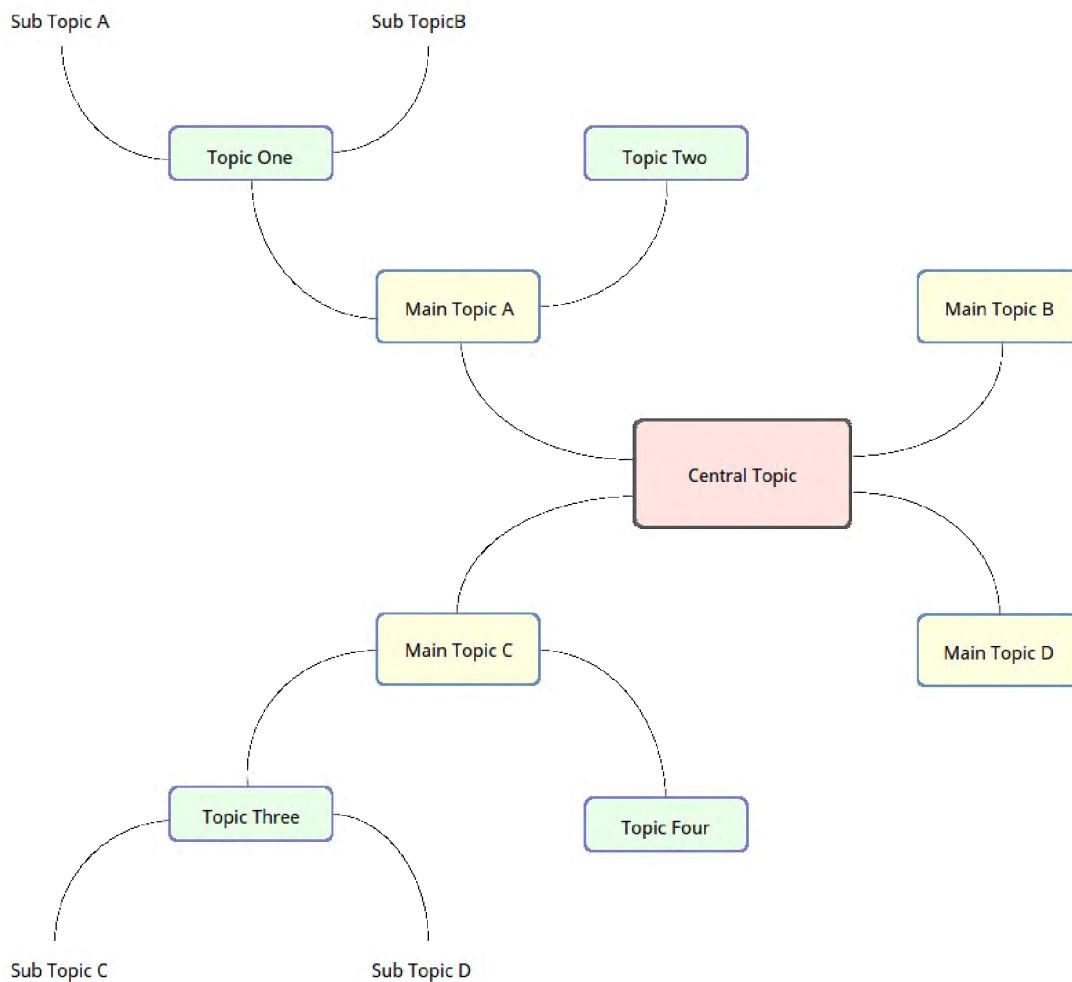 Sub Topic A
Sub TopicB
Topic One
Topic Two
Main Topic A
Main Topic B
Central Topic
Main Topic C
Main Topic D
Topic Three
Topic Four
Sub Topic C
Sub Topic D